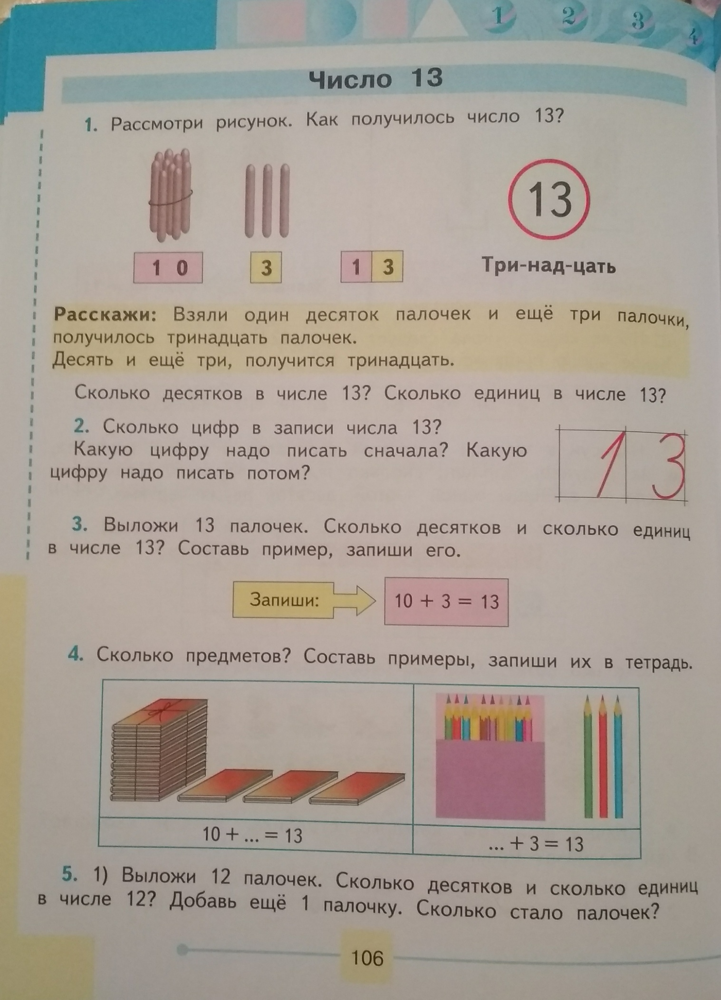 1 2 3 4
Число 13
1. Рассмотри рисунок. Как получилось число 13?
13
1 0 3 1 3 Три-над-цать
Расскажи: Взяли один десяток палочек и ещё три палочки,
получилось тринадцать палочек.
Десять и ещё три, получится тринадцать.
Сколько десятков в числе 13? Сколько единиц в числе 13?
2. Сколько цифр в записи числа 13?
Какую цифру надо писать сначала? Какую
цифру надо писать потом?
13
3. Выложи 13 палочек. Сколько десятков и сколько единиц
в числе 13? Составь пример, запиши его.
Запиши: 10 + 3 = 13
4. Сколько предметов? Составь примеры, запиши их в тетрадь.
10 + ... = 13
... + 3 = 13
5. 1) Выложи 12 палочек. Сколько десятков и сколько единиц
в числе 12? Добавь ещё 1 палочку. Сколько стало палочек?
106